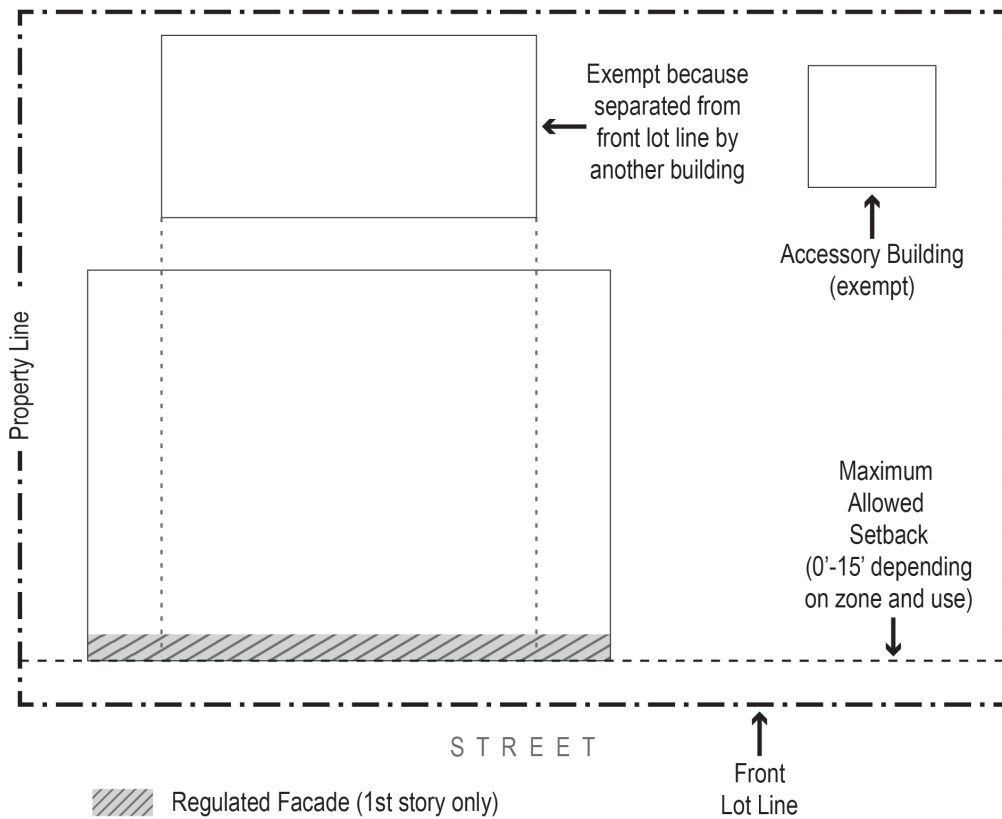 Exempt because
separated from
front lot line by
another building
Accessory Building
(exempt)
Property Line
Maximum
Allowed
Setback
(0'-15' depending
on zone and use)
STREET
Front
Lot Line
Regulated Facade (1st story only)